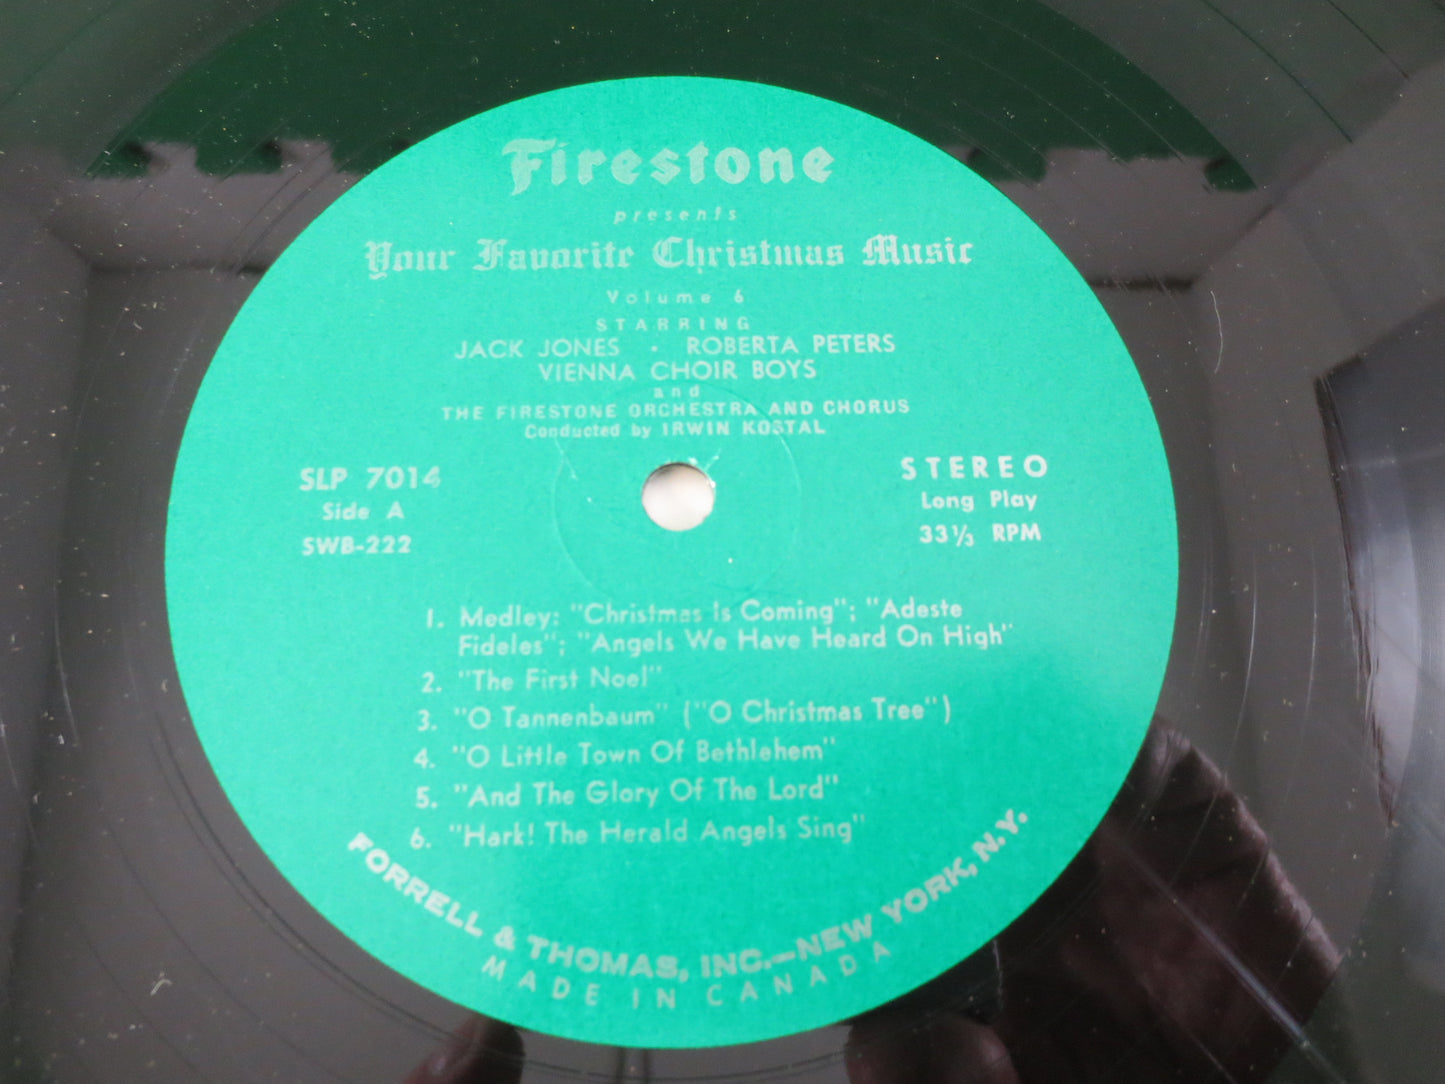 Firestone
presents
Your Favorite Christmas Music
Volume 6
STARRING
JACK JONES • ROBERTA PETERS
VIENNA CHOIR BOYS
and
THE FIRESTONE ORCHESTRA AND CHORUS
Conducted by IRWIN KOSTAL
SLP 7014
Side A
SWB-222
STEREO
Long Play
33⅓ RPM
1. Medley: "Christmas Is Coming"; "Adeste
Fideles"; "Angels We Have Heard On High"
2. "The First Noel"
3. "O Tannenbaum" ("O Christmas Tree")
4. "O Little Town Of Bethlehem"
5. "And The Glory Of The Lord"
6. "Hark! The Herald Angels Sing"
FORRELL & THOMAS, INC.—NEW YORK, N.Y.
MADE IN CANADA